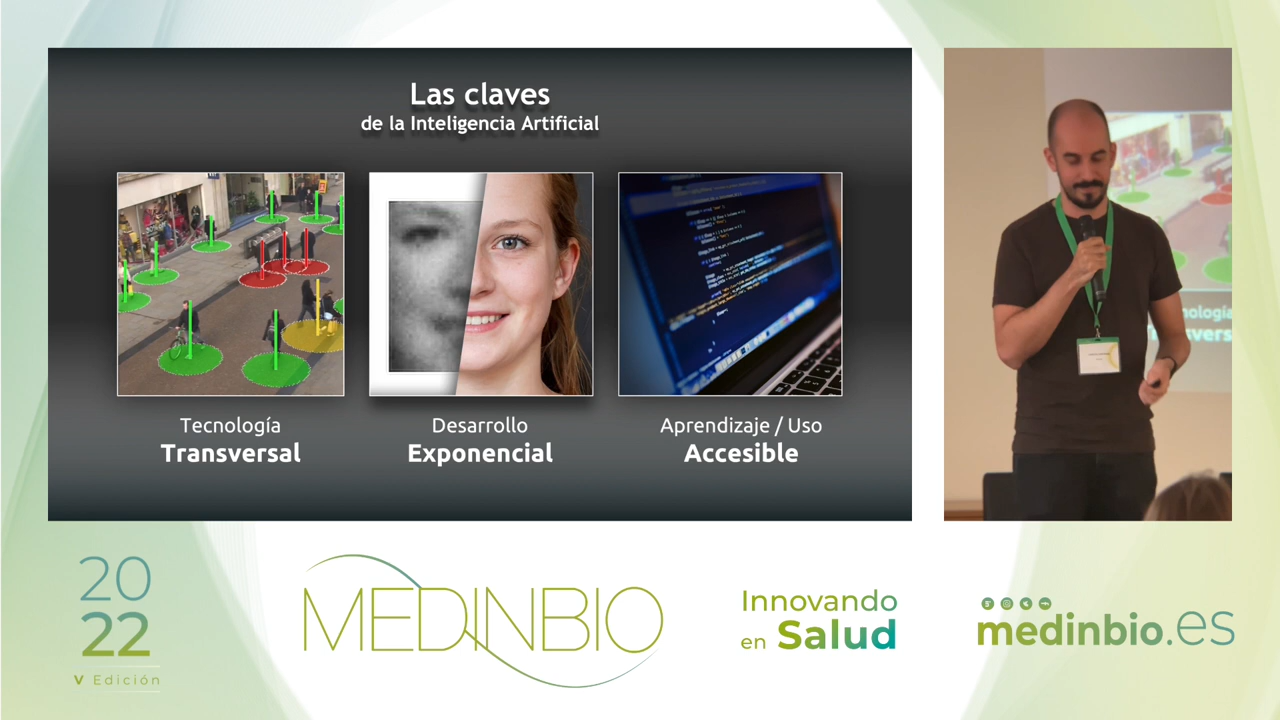 Las claves
de la Inteligencia Artificial
Tecnología
Transversal
Desarrollo
Exponencial
Aprendizaje / Uso
Accesible
20
22
V Edición
MEDINBIO
Innovando
en Salud
medinbio.es